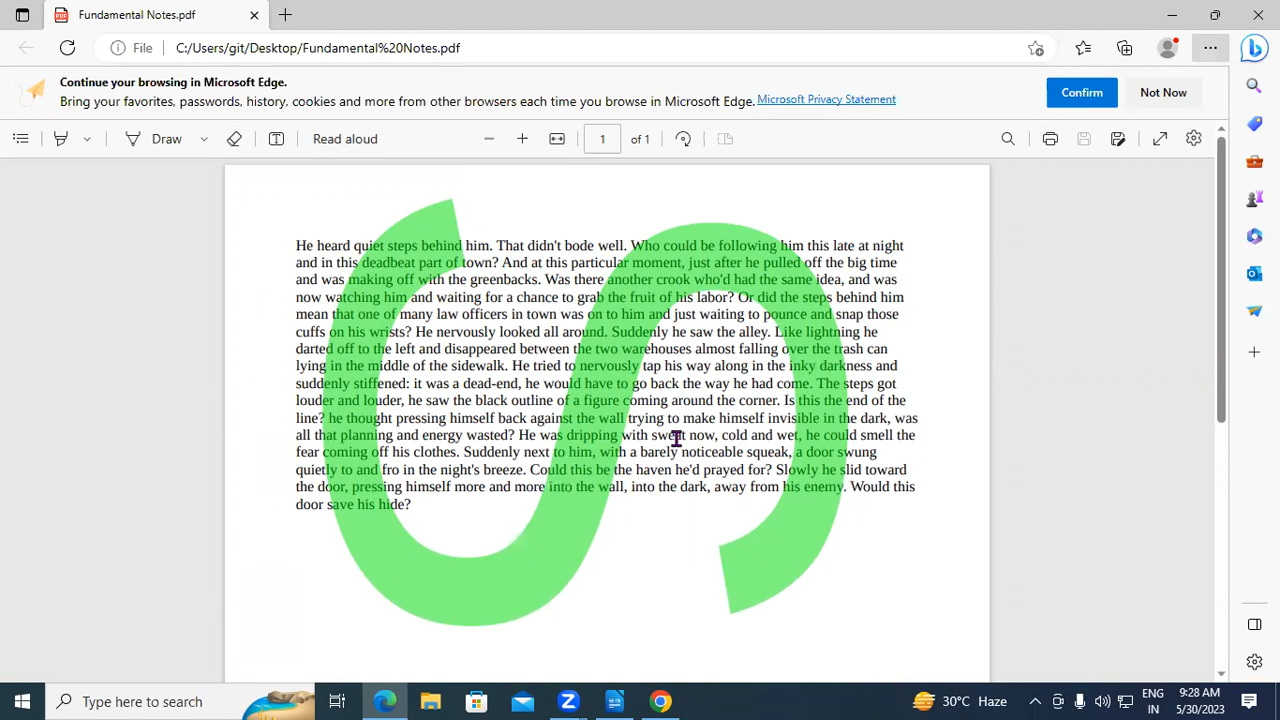 Fundamental Notes.pdf
File C:/Users/git/Desktop/Fundamental%20Notes.pdf
Continue your browsing in Microsoft Edge.
Bring your favorites, passwords, history, cookies and more from other browsers each time you browse in Microsoft Edge. Microsoft Privacy Statement Confirm Not Now
Draw Read aloud 1 of 1
He heard quiet steps behind him. That didn't bode well. Who could be following him this late at night
and in this deadbeat part of town? And at this particular moment, just after he pulled off the big time
and was making off with the greenbacks. Was there another crook who'd had the same idea, and was
now watching him and waiting for a chance to grab the fruit of his labor? Or did the steps behind him
mean that one of many law officers in town was on to him and just waiting to pounce and snap those
cuffs on his wrists? He nervously looked all around. Suddenly he saw the alley. Like lightning he
darted off to the left and disappeared between the two warehouses almost falling over the trash can
lying in the middle of the sidewalk. He tried to nervously tap his way along in the inky darkness and
suddenly stiffened: it was a dead-end, he would have to go back the way he had come. The steps got
louder and louder, he saw the black outline of a figure coming around the corner. Is this the end of the
line? he thought pressing himself back against the wall trying to make himself invisible in the dark, was
all that planning and energy wasted? He was dripping with sweat now, cold and wet, he could smell the
fear coming off his clothes. Suddenly next to him, with a barely noticeable squeak, a door swung
quietly to and fro in the night's breeze. Could this be the haven he'd prayed for? Slowly he slid toward
the door, pressing himself more and more into the wall, into the dark, away from his enemy. Would this
door save his hide?
Type here to search 30°C Haze ENG 9:28 AM
IN 5/30/2023